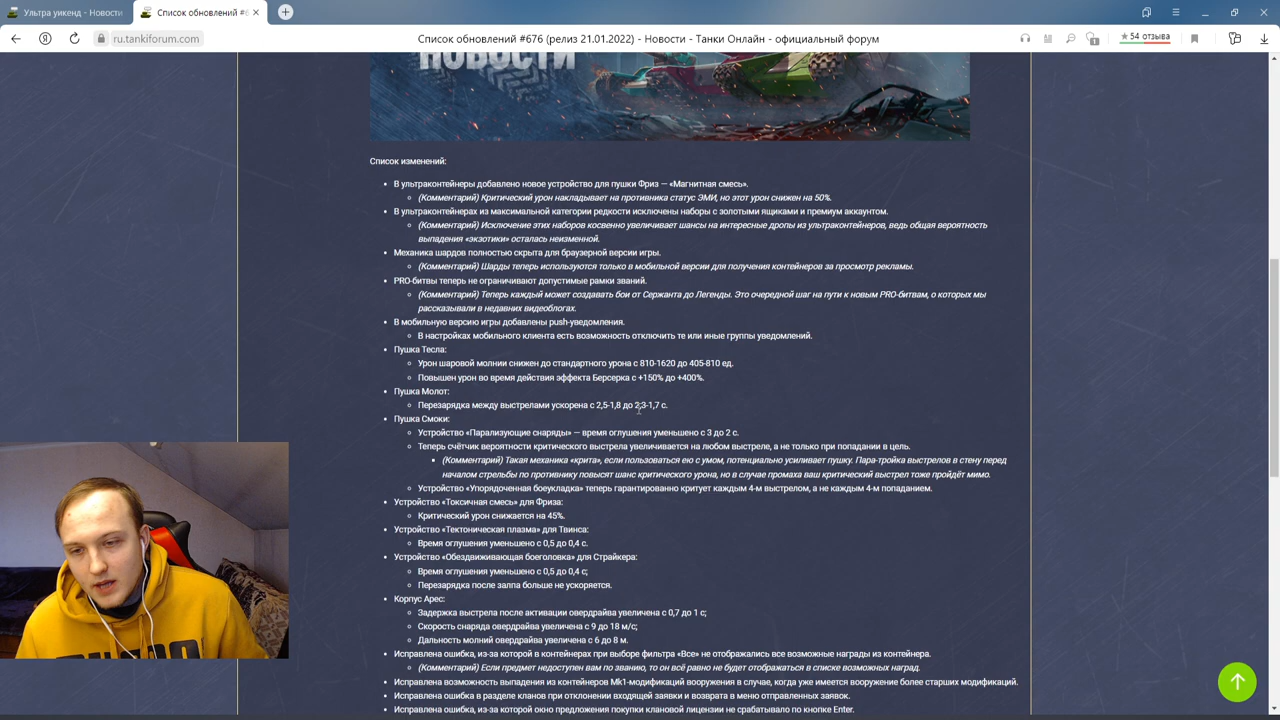 Ультра уикенд - Новости
Список обновлений #6
ru.tankiforum.com
Список обновлений #676 (релиз 21.01.2022) - Новости - Танки Онлайн - официальный форум
★ 54 отзыва
НОВОСТИ
Список изменений:
В ультраконтейнеры добавлено новое устройство для пушки Фриз — «Магнитная смесь».
(Комментарий) Критический урон накладывает на противника статус ЭМИ, но этот урон снижен на 50%.
В ультраконтейнерах из максимальной категории редкости исключены наборы с золотыми ящиками и премиум аккаунтом.
(Комментарий) Исключение этих наборов косвенно увеличивает шансы на интересные дропы из ультраконтейнеров, ведь общая вероятность
выпадения «экзотики» осталась неизменной.
Механика шардов полностью скрыта для браузерной версии игры.
(Комментарий) Шарды теперь используются только в мобильной версии для получения контейнеров за просмотр рекламы.
PRO-битвы теперь не ограничивают допустимые рамки званий.
(Комментарий) Теперь каждый может создавать бои от Сержанта до Легенды. Это очередной шаг на пути к новым PRO-битвам, о которых мы
рассказывали в недавних видеоблогах.
В мобильную версию игры добавлены push-уведомления.
В настройках мобильного клиента есть возможность отключить те или иные группы уведомлений.
Пушка Тесла:
Урон шаровой молнии снижен до стандартного урона с 810-1620 до 405-810 ед.
Повышен урон во время действия эффекта Берсерка с +150% до +400%.
Пушка Молот:
Перезарядка между выстрелами ускорена с 2,5-1,8 до 2,3-1,7 с.
Пушка Смоки:
Устройство «Парализующие снаряды» — время оглушения уменьшено с 3 до 2 с.
Теперь счётчик вероятности критического выстрела увеличивается на любом выстреле, а не только при попадании в цель.
(Комментарий) Такая механика «крита», если пользоваться ею с умом, потенциально усиливает пушку. Пара-тройка выстрелов в стену перед
началом стрельбы по противнику повысят шанс критического урона, но в случае промаха ваш критический выстрел тоже пройдёт мимо.
Устройство «Упорядоченная боеукладка» теперь гарантированно критует каждым 4-м выстрелом, а не каждым 4-м попаданием.
Устройство «Токсичная смесь» для Фриза:
Критический урон снижается на 45%.
Устройство «Тектоническая плазма» для Твинса:
Время оглушения уменьшено с 0,5 до 0,4 с.
Устройство «Обездвиживающая боеголовка» для Страйкера:
Время оглушения уменьшено с 0,5 до 0,4 с;
Перезарядка после залпа больше не ускоряется.
Корпус Арес:
Задержка выстрела после активации овердрайва увеличена с 0,7 до 1 с;
Скорость снаряда овердрайва увеличена с 9 до 18 м/с;
Дальность молний овердрайва увеличена с 6 до 8 м.
Исправлена ошибка, из-за которой в контейнерах при выборе фильтра «Все» не отображались все возможные награды из контейнера.
(Комментарий) Если предмет недоступен вам по званию, то он всё равно не будет отображаться в списке возможных наград.
Исправлена возможность выпадения из контейнеров Mk1-модификаций вооружения в случае, когда уже имеется вооружение более старших модификаций.
Исправлена ошибка в разделе кланов при отклонении входящей заявки и возврата в меню отправленных заявок.
Исправлена ошибка, из-за которой окно предложения покупки клановой лицензии не срабатывало по кнопке Enter.